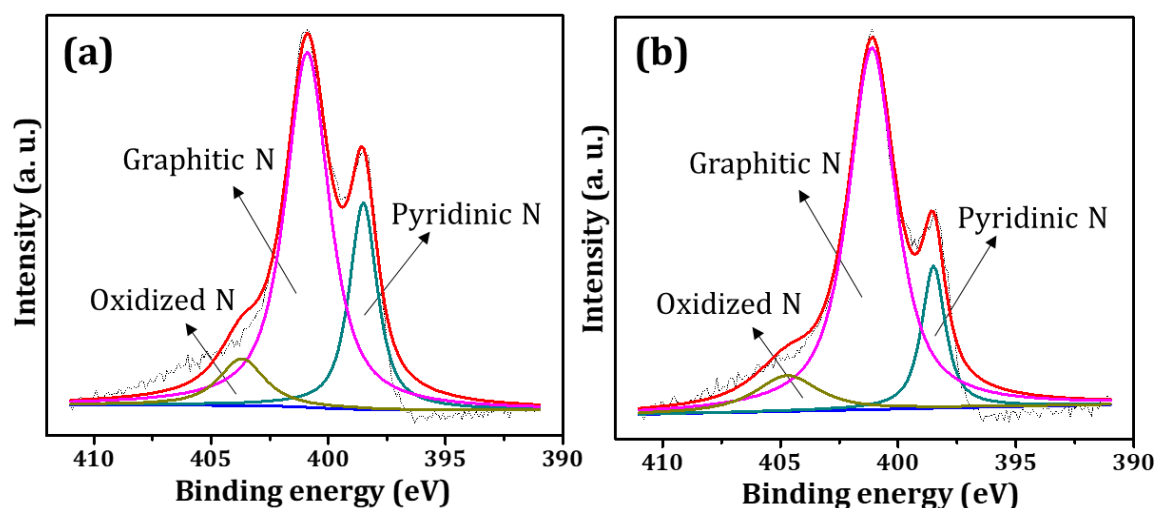 (a)
Graphitic N
Pyridinic N
Oxidized N
Intensity (a. u.)
410 405 400 395 390
Binding energy (eV)
(b)
Graphitic N
Pyridinic N
Oxidized N
Intensity (a. u.)
410 405 400 395 390
Binding energy (eV)